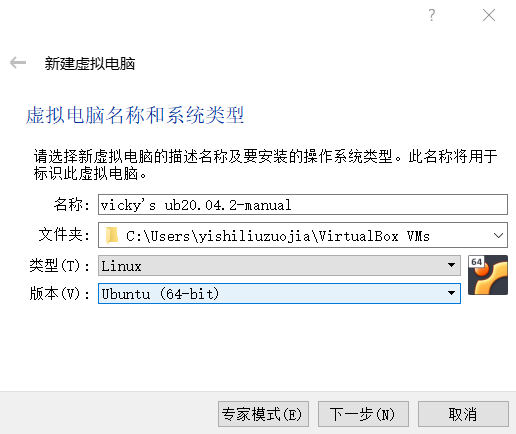 ?
新建虚拟电脑
虚拟电脑名称和系统类型
请选择新虚拟电脑的描述名称及要安装的操作系统类型。此名称将用于
标识此虚拟电脑。
名称: vicky's ub20.04.2-manual
文件夹: C:\Users\yishiliuzuojia\VirtualBox VMs
类型(T): Linux
64
版本(V): Ubuntu (64-bit)
专家模式(E) 下一步(N) 取消